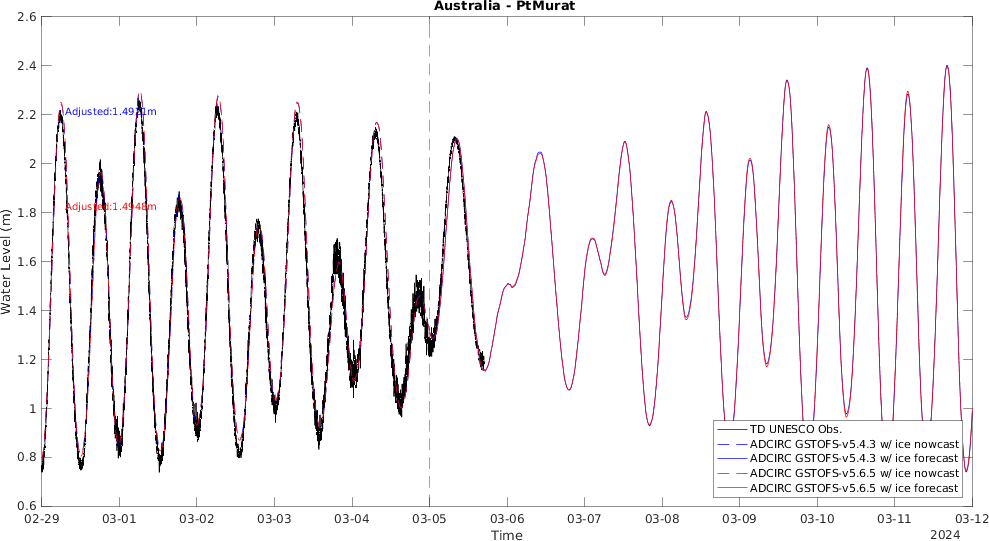 Australia - PtMurat
2.6
2.4
2.2
2
1.8
1.6
1.4
1.2
1
0.8
0.6
Water Level (m)
Adjusted:1.4911m
Adjusted:1.4948m
TD UNESCO Obs.
ADCIRC GSTOFS-v5.4.3 w/ ice nowcast
ADCIRC GSTOFS-v5.4.3 w/ ice forecast
ADCIRC GSTOFS-v5.6.5 w/ ice nowcast
ADCIRC GSTOFS-v5.6.5 w/ ice forecast
02-29 03-01 03-02 03-03 03-04 03-05 03-06 03-07 03-08 03-09 03-10 03-11 03-12
Time
2024